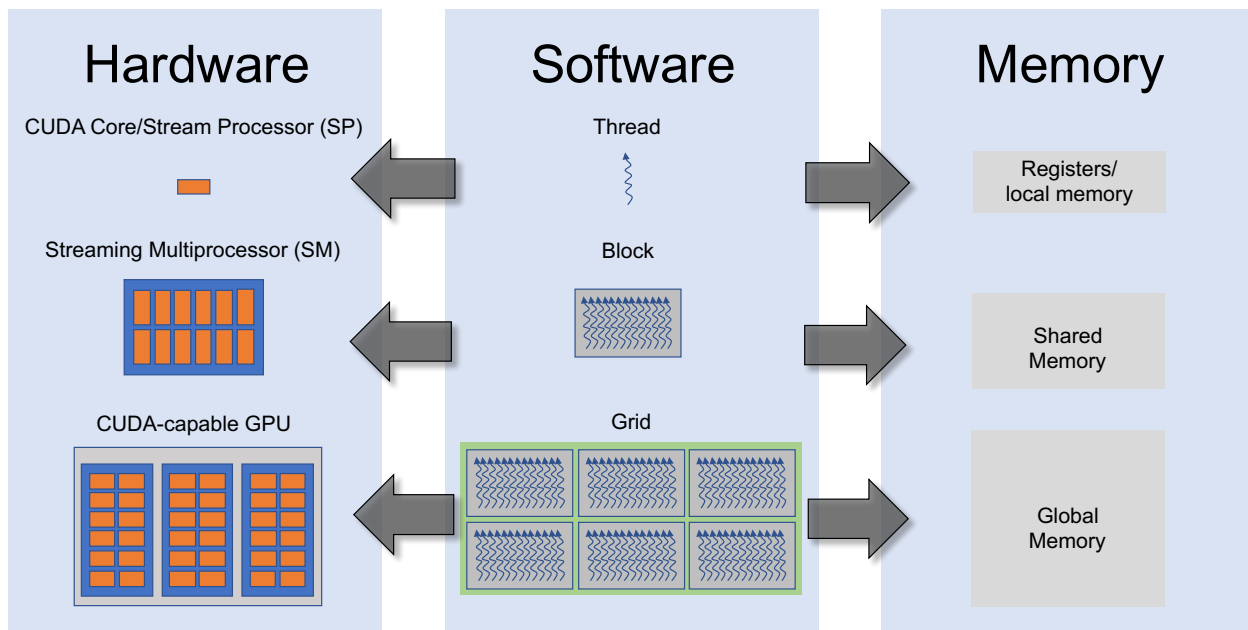 Hardware
CUDA Core/Stream Processor (SP)
Streaming Multiprocessor (SM)
CUDA-capable GPU
Software
Thread
Block
Grid
Memory
Registers/
local memory
Shared
Memory
Global
Memory